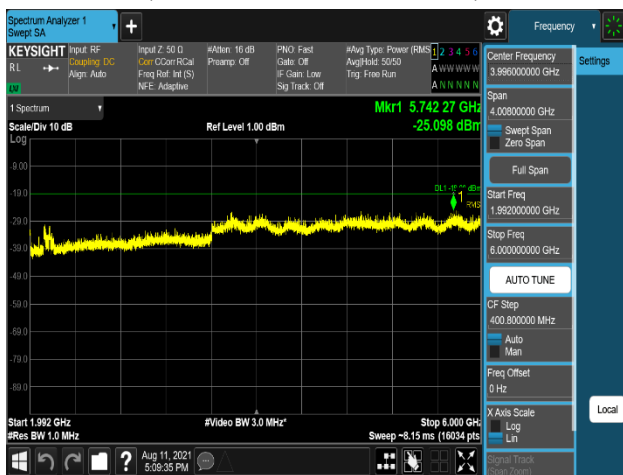 Spectrum Analyzer 1
Swept SA
+
Frequency
KEYSIGHT
RL
LV
Input: RF
Coupling: DC
Align: Auto
Input Z: 50 Ω
Corr CCorr RCal
Freq Ref: Int (S)
NFE: Adaptive
#Atten: 16 dB
Preamp: Off
PNO: Fast
Gate: Off
IF Gain: Low
Sig Track: Off
#Avg Type: Power (RMS
Avg|Hold: 50/50
Trig: Free Run
1 2 3 4 5 6
A W W W W W
A N N N N N
1 Spectrum
Scale/Div 10 dB
Log
Ref Level 1.00 dBm
Mkr1 5.742 27 GHz
-25.098 dBm
-9.00
-19.0
-29.0
-39.0
-49.0
-59.0
-69.0
-79.0
-89.0
1
RMS
Start 1.992 GHz
#Res BW 1.0 MHz
#Video BW 3.0 MHz*
Stop 6.000 GHz
Sweep ~8.15 ms (16034 pts)
Center Frequency
3.996000000 GHz
Span
4.00800000 GHz
Swept Span
Zero Span
Full Span
Start Freq
1.992000000 GHz
Stop Freq
6.000000000 GHz
AUTO TUNE
CF Step
400.800000 MHz
Auto
Man
Freq Offset
0 Hz
X Axis Scale
Log
Lin
Signal Track
(Span Zoom)
Settings
Local
?
Aug 11, 2021
5:09:35 PM